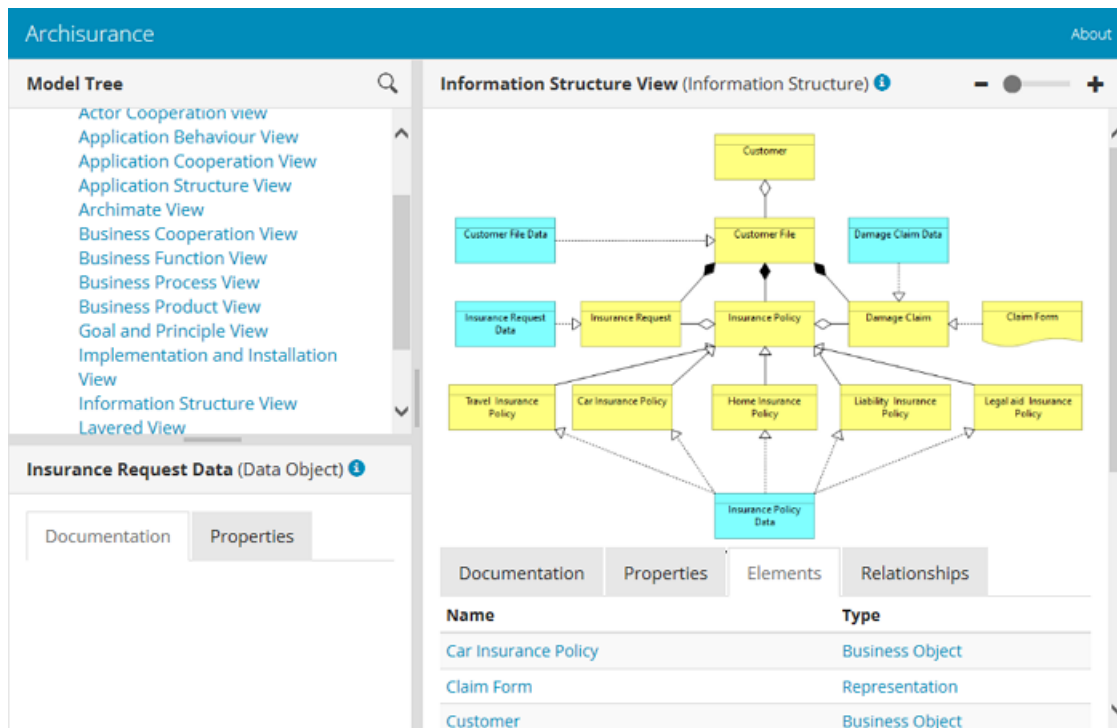 Archisurance
About
Model Tree
Actor Cooperation view
Application Behaviour View
Application Cooperation View
Application Structure View
Archimate View
Business Cooperation View
Business Function View
Business Process View
Business Product View
Goal and Principle View
Implementation and Installation
View
Information Structure View
Layered View
Insurance Request Data (Data Object)
Documentation
Properties
Information Structure View (Information Structure)
Customer
Customer File Data
Customer File
Damage Claim Data
Insurance Request
Data
Insurance Request
Insurance Policy
Damage Claim
Claim Form
Travel Insurance
Policy
Car Insurance Policy
Home Insurance
Policy
Liability Insurance
Policy
Legal aid Insurance
Policy
Insurance Policy
Data
Documentation
Properties
Elements
Relationships
Name
Type
Car Insurance Policy
Business Object
Claim Form
Representation
Customer
Business Object